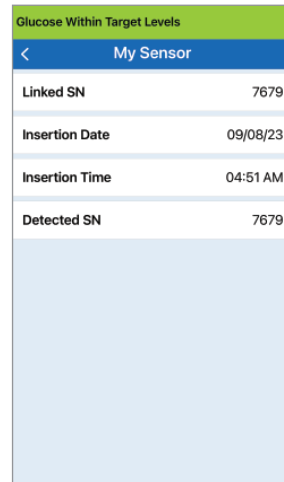 Glucose Within Target Levels
My Sensor
Linked SN 7679
Insertion Date 09/08/23
Insertion Time 04:51 AM
Detected SN 7679